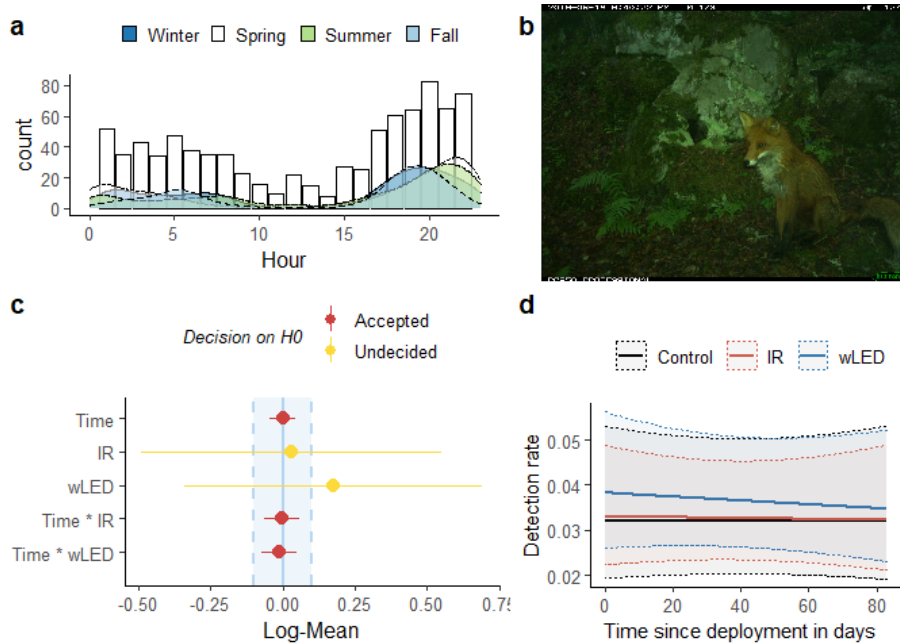 a
Winter Spring Summer Fall
80
60
40
20
0
count
0 5 10 15 20
Hour
b
c
Decision on H0
Accepted
Undecided
Time
IR
wLED
Time * IR
Time * wLED
-0.50 -0.25 0.00 0.25 0.50
Log-Mean
d
Control IR wLED
0.05
0.04
0.03
0.02
Detection rate
0 20 40 60 80
Time since deployment in days